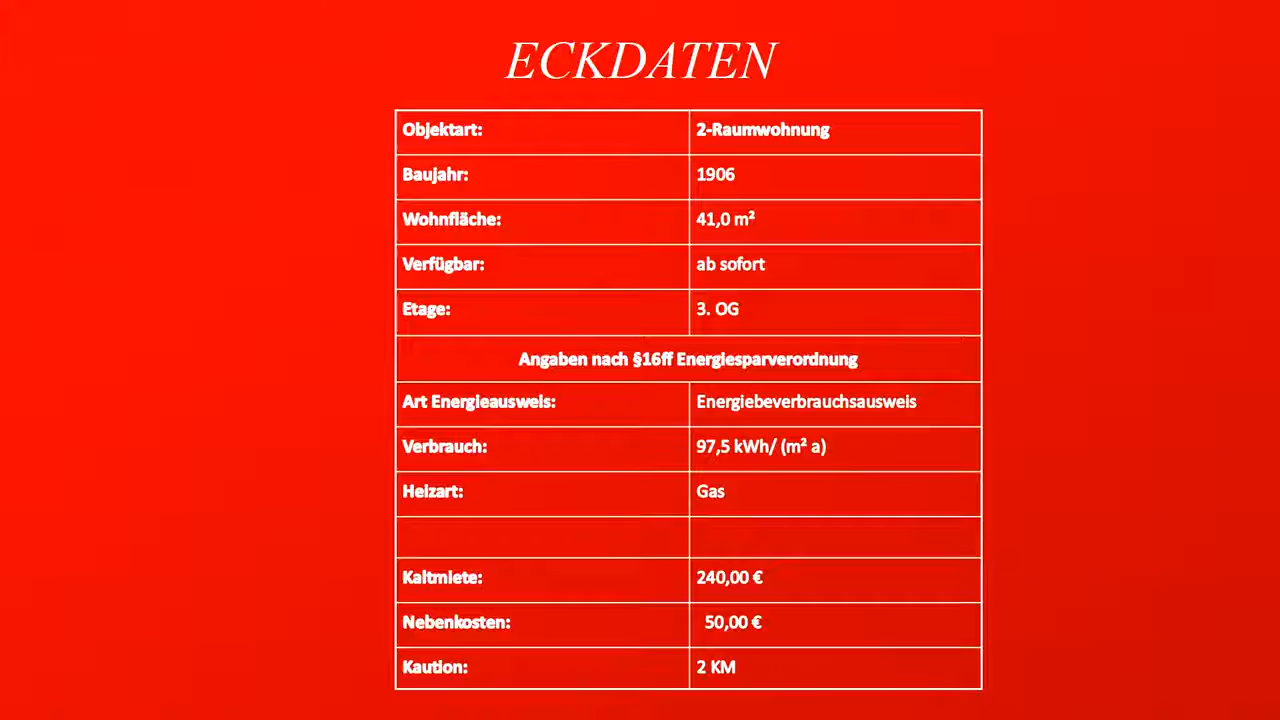 ECKDATEN
Objektart: 2-Raumwohnung
Baujahr: 1906
Wohnfläche: 41,0 m²
Verfügbar: ab sofort
Etage: 3. OG
Angaben nach §16ff Energiesparverordnung
Art Energieausweis: Energiebeverbrauchsausweis
Verbrauch: 97,5 kWh/ (m² a)
Heizart: Gas
Kaltmiete: 240,00 €
Nebenkosten: 50,00 €
Kaution: 2 KM